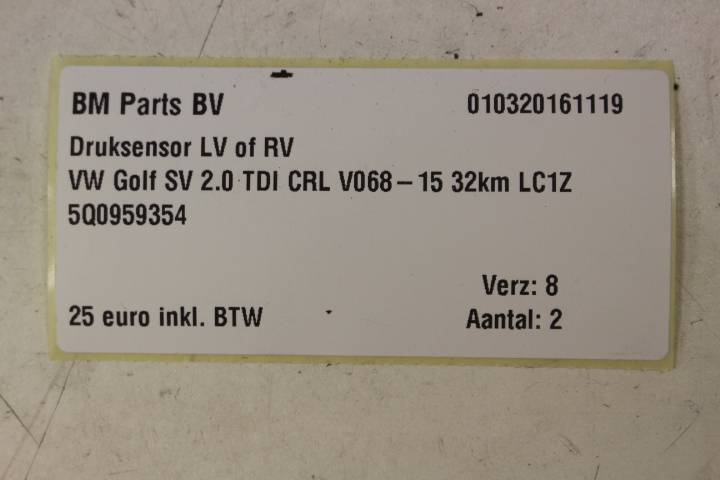 BM Parts BV 010320161119
Druksensor LV of RV
VW Golf SV 2.0 TDI CRL V068-15 32km LC1Z
5Q0959354
Verz: 8
25 euro inkl. BTW Aantal: 2